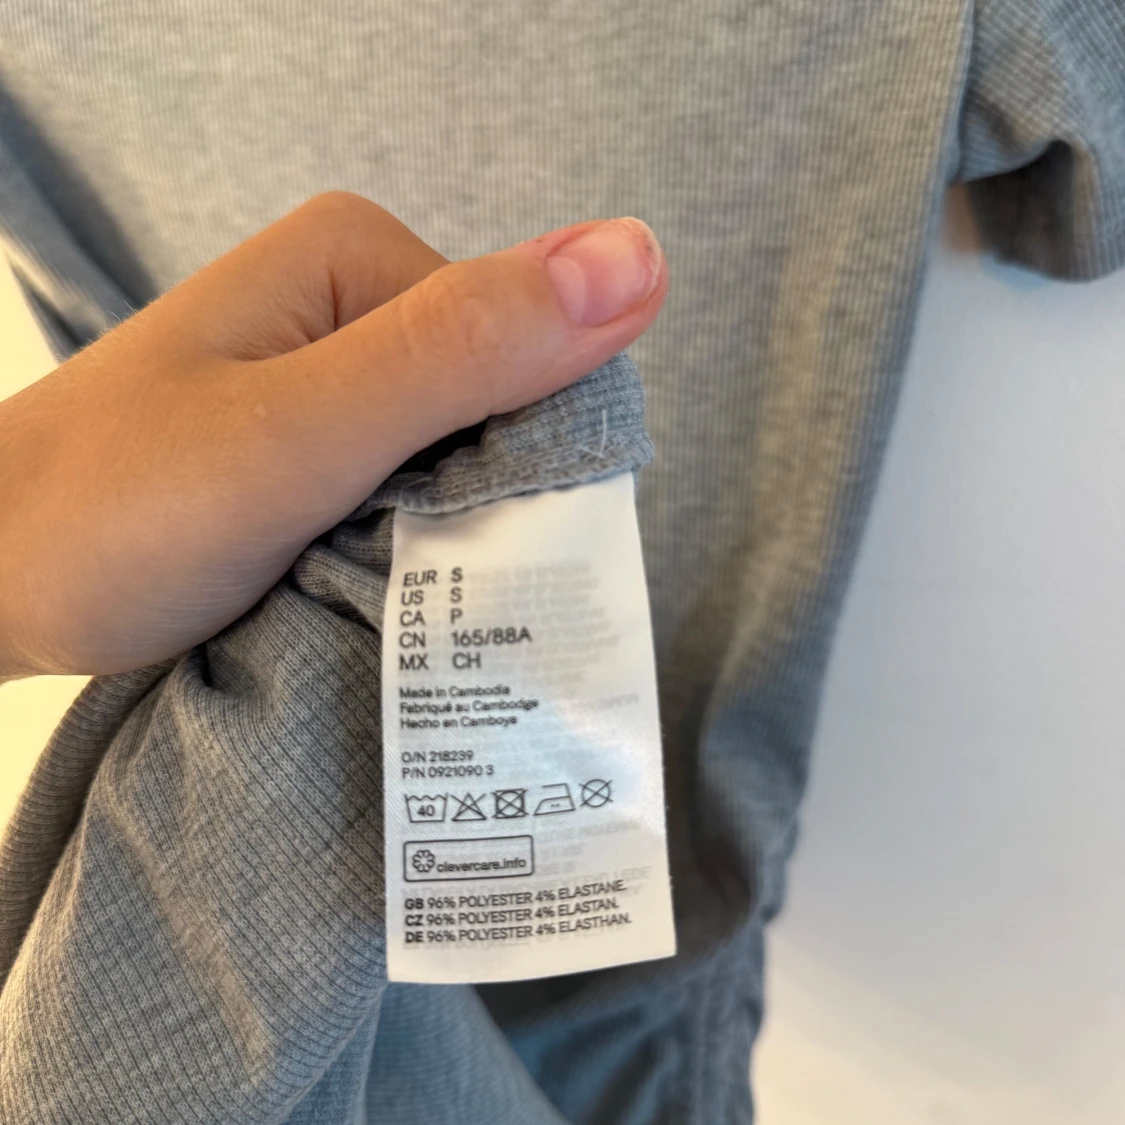 EUR S
US S
CA P
CN 165/88A
MX CH
Made in Cambodia
Fabriqué au Cambodge
Hecho en Camboya
O/N 218239
P/N 0921090 3
40
clevercare.info
GB 96% POLYESTER 4% ELASTANE.
CZ 96% POLYESTER 4% ELASTAN.
DE 96% POLYESTER 4% ELASTHAN.